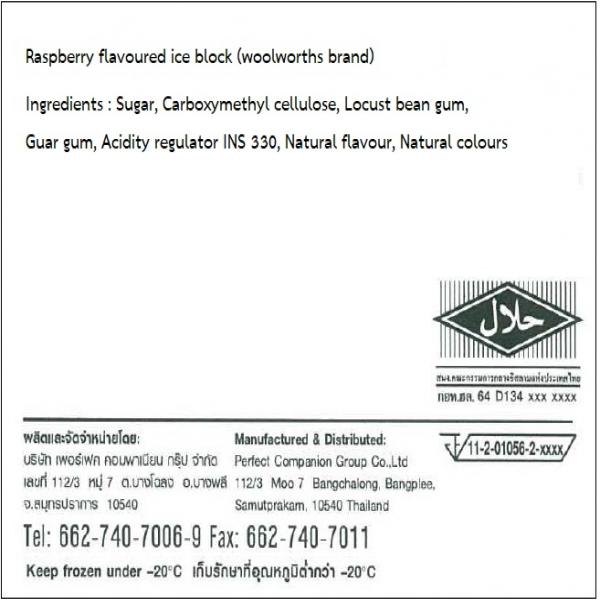 Raspberry flavoured ice block (woolworths brand)
Ingredients : Sugar, Carboxymethyl cellulose, Locust bean gum,
Guar gum, Acidity regulator INS 330, Natural flavour, Natural colours
حلال
สนง.คณะกรรมการกลางอิสลามแห่งประเทศไทย
กอท.ฮล. 64 D134 xxx xxxx
ผลิตและจัดจำหน่ายโดย:
บริษัท เพอร์เฟค คอมพาเนียน กรุ๊ป จำกัด
เลขที่ 112/3 หมู่ 7 ต.บางโฉลง อ.บางพลี
จ.สมุทรปราการ 10540
Manufactured & Distributed:
Perfect Companion Group Co.,Ltd
112/3 Moo 7 Bangchalong, Bangplee,
Samutprakarn, 10540 Thailand
11-2-01056-2-xxxx
Tel: 662-740-7006-9 Fax: 662-740-7011
Keep frozen under -20°C เก็บรักษาที่อุณหภูมิต่ำกว่า -20°C